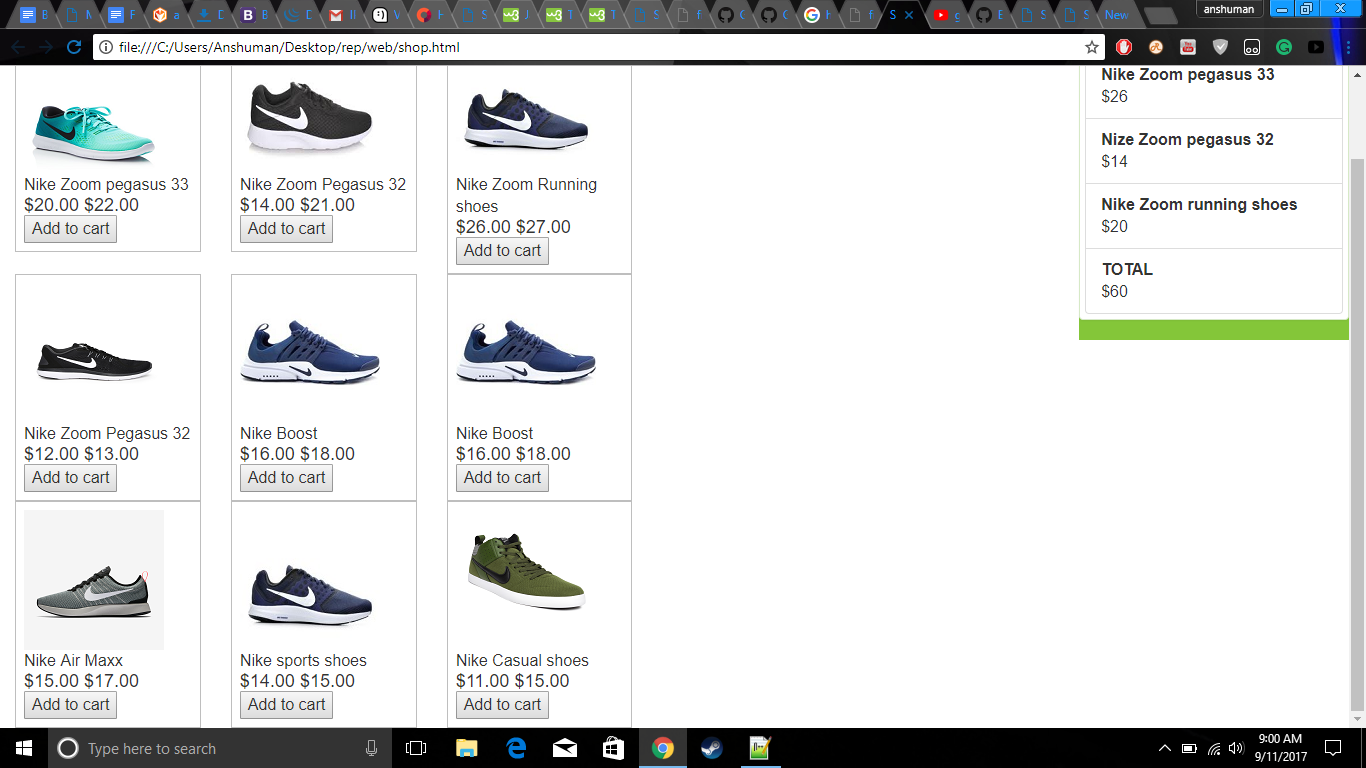 anshuman
New
file:///C:/Users/Anshuman/Desktop/rep/web/shop.html
Nike Zoom pegasus 33
$20.00 $22.00
Add to cart
Nike Zoom Pegasus 32
$14.00 $21.00
Add to cart
Nike Zoom Running
shoes
$26.00 $27.00
Add to cart
Nike Zoom Pegasus 32
$12.00 $13.00
Add to cart
Nike Boost
$16.00 $18.00
Add to cart
Nike Boost
$16.00 $18.00
Add to cart
Nike Air Maxx
$15.00 $17.00
Add to cart
Nike sports shoes
$14.00 $15.00
Add to cart
Nike Casual shoes
$11.00 $15.00
Add to cart
Nike Zoom pegasus 33
$26
Nize Zoom pegasus 32
$14
Nike Zoom running shoes
$20
TOTAL
$60
Type here to search
9:00 AM
9/11/2017